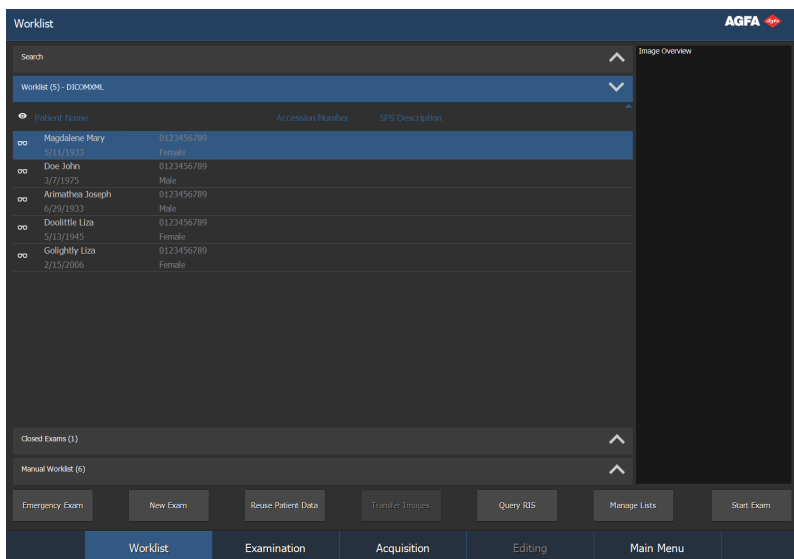 Worklist
AGFA Agfa
Search
Image Overview
Worklist (5) - DICOMXML
Patient Name Accession Number SPS Description
Magdalene Mary 0123456789
5/11/1933 Female
Doe John 0123456789
3/7/1975 Male
Arimathea Joseph 0123456789
6/29/1933 Male
Doolittle Liza 0123456789
5/13/1945 Female
Golightly Liza 0123456789
2/15/2006 Female
Closed Exams (1)
Manual Worklist (6)
Emergency Exam New Exam Reuse Patient Data Transfer Images Query RIS Manage Lists Start Exam
Worklist Examination Acquisition Editing Main Menu